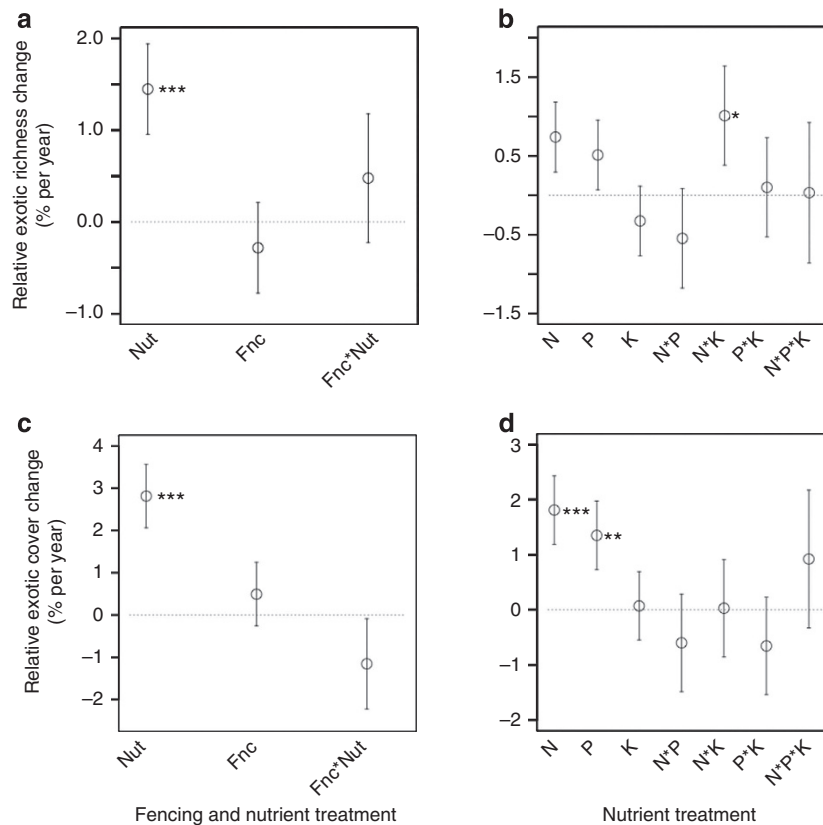 a
Relative exotic richness change
(% per year)
2.0
1.0
0.0
–1.0
***
Nut
Fnc
Fnc*Nut
b
1.5
0.5
–0.5
–1.5
*
N
P
K
N*P
N*K
P*K
N*P*K
c
Relative exotic cover change
(% per year)
4
3
2
1
0
–1
–2
***
Nut
Fnc
Fnc*Nut
Fencing and nutrient treatment
d
3
2
1
0
–1
–2
***
**
N
P
K
N*P
N*K
P*K
N*P*K
Nutrient treatment